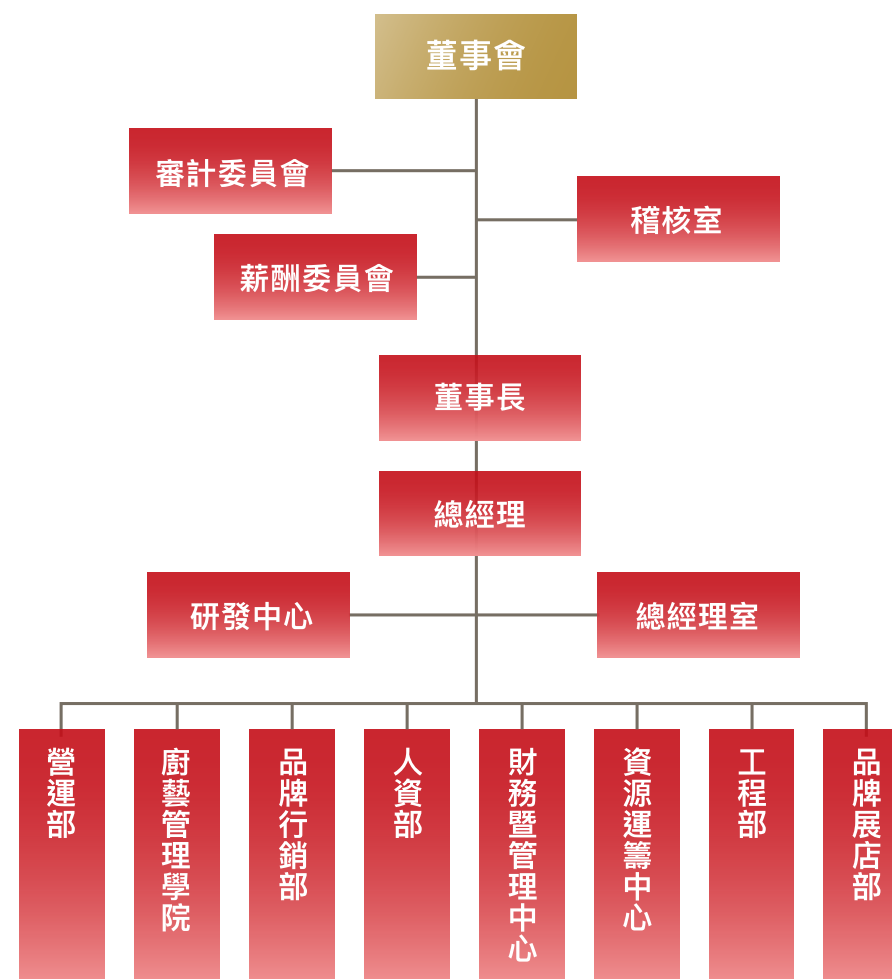 董事會
審計委員會
稽核室
薪酬委員會
董事長
總經理
研發中心
總經理室
營運部
廚藝管理學院
品牌行銷部
人資部
財務暨管理中心
資源運籌中心
工程部
品牌展店部